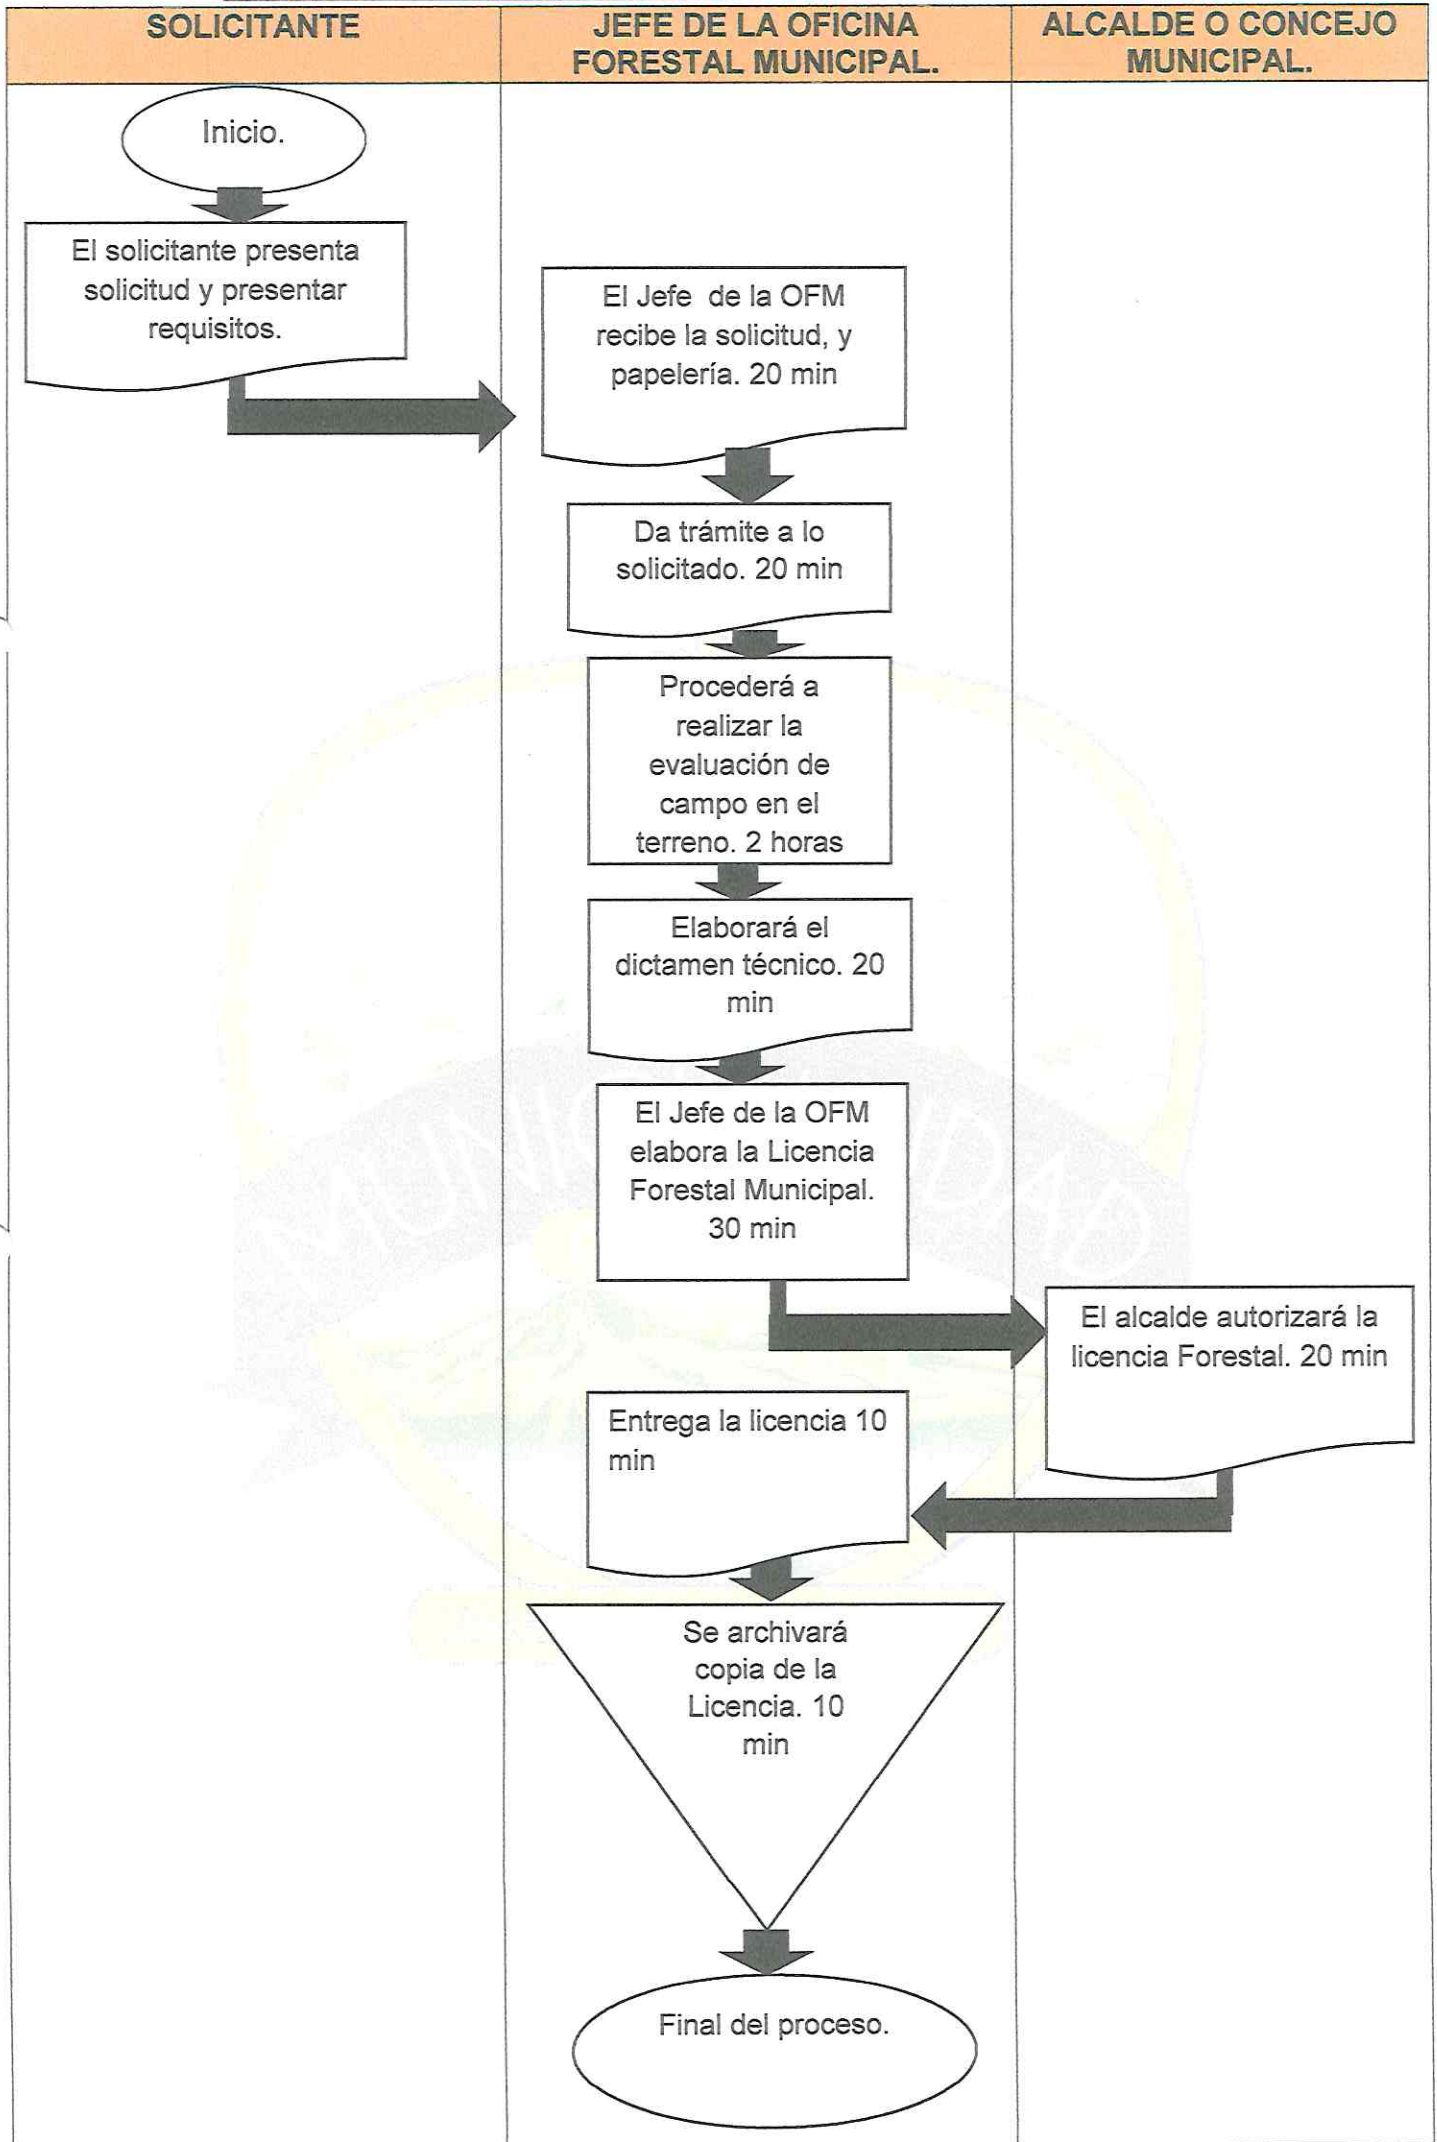 SOLICITANTE
JEFE DE LA OFICINA
FORESTAL MUNICIPAL.
ALCALDE O CONCEJO
MUNICIPAL.
Inicio.
El solicitante presenta
solicitud y presentar
requisitos.
El Jefe de la OFM
recibe la solicitud, y
papelería. 20 min
Da trámite a lo
solicitado. 20 min
Procederá a
realizar la
evaluación de
campo en el
terreno. 2 horas
Elaborará el
dictamen técnico. 20
min
El Jefe de la OFM
elabora la Licencia
Forestal Municipal.
30 min
El alcalde autorizará la
licencia Forestal. 20 min
Entrega la licencia 10
min
Se archivará
copia de la
Licencia. 10
min
Final del proceso.